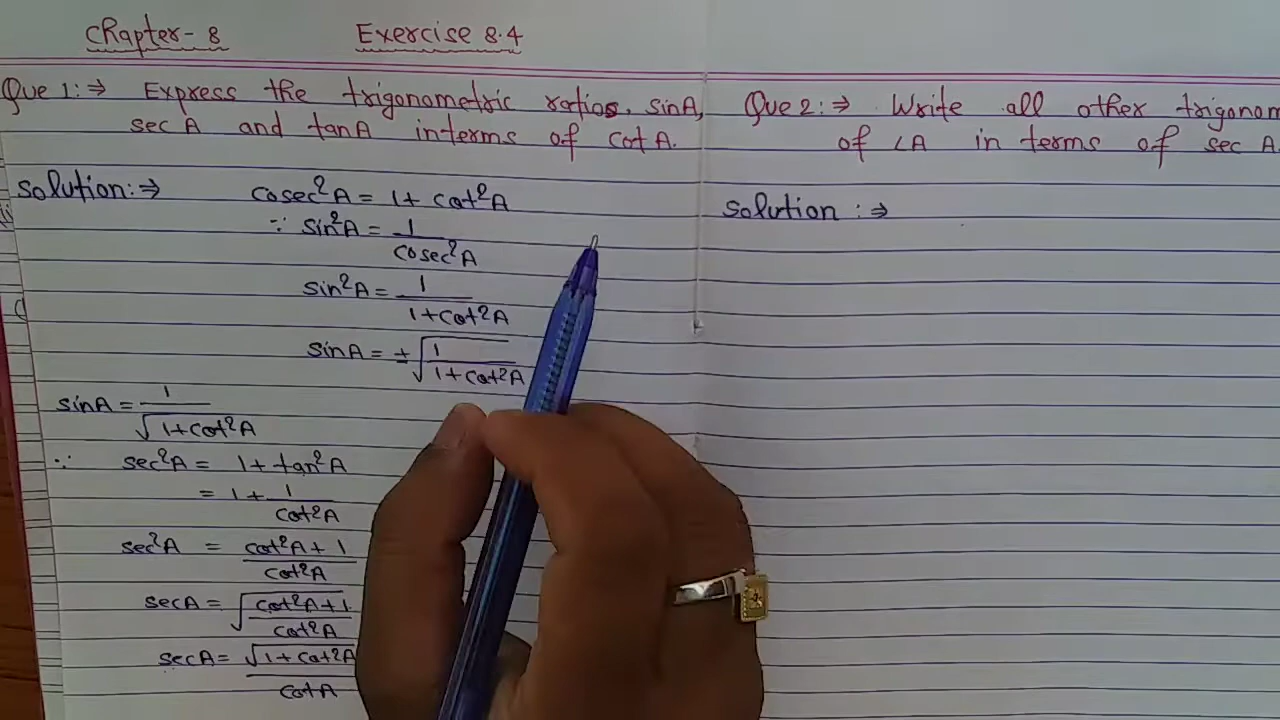 Chapter- 8 Exercise 8.4
Que 1:⇒ Express the trigonometric ratios, sinA,
sec A and tanA interms of cot A.
Solution:⇒ cosec²A = 1+ cot²A
∵ sin²A = 1/cosec²A
sin²A = 1/1+cot²A
sinA = ±√1/1+cot²A
sinA = 1/√1+cot²A
∵ sec²A = 1+ tan²A
= 1+ 1/cot²A
sec²A = cot²A+1/cot²A
secA = √cot²A+1/cot²A
secA = √1+cot²A/cotA
Que 2:⇒ Write all other trigonom
of ∠A in terms of sec A.
Solution :⇒